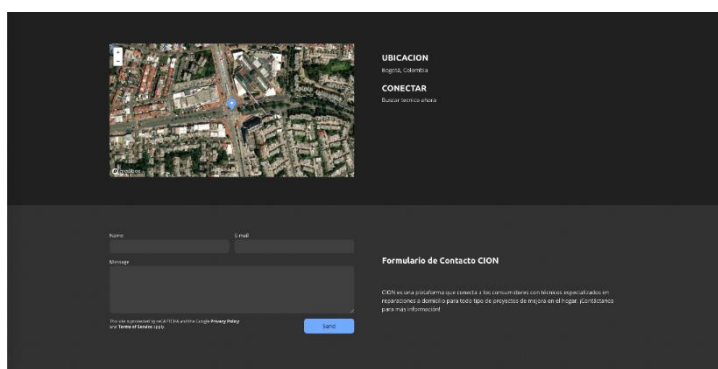 UBICACION
Bogotá, Colombia
CONECTAR
Buscar tecnico ahora
mapbox
Name
E-mail
Message
This site is protected by reCAPTCHA and the Google Privacy Policy
and Terms of Service apply.
Send
Formulario de Contacto CION
CION es una plataforma que conecta a los consumidores con técnicos especializados en
reparaciones a domicilio para todo tipo de proyectos de mejora en el hogar. ¡Contáctanos
para más información!